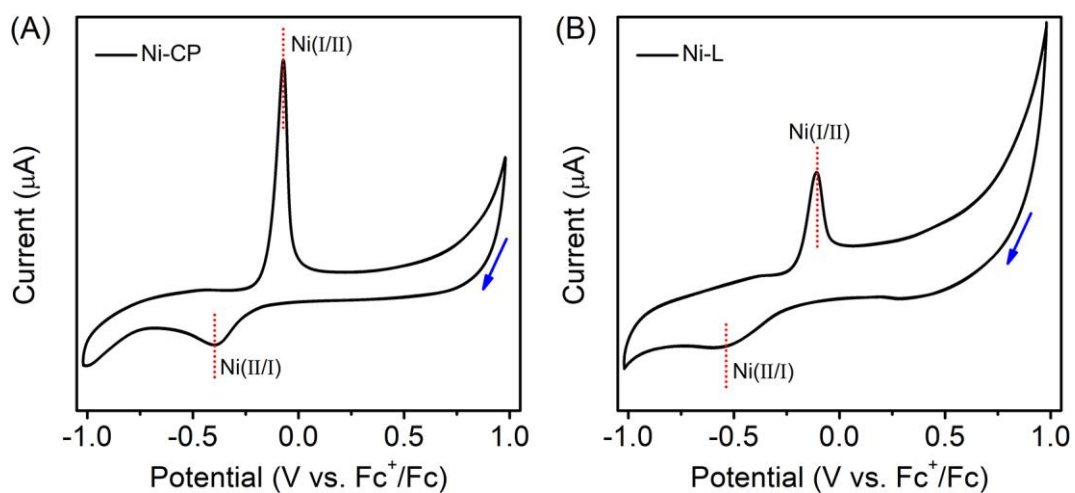 (A)
Ni-CP
Ni(I/II)
Ni(II/I)
Current (μA)
-1.0 -0.5 0.0 0.5 1.0
Potential (V vs. Fc⁺/Fc)
(B)
Ni-L
Ni(I/II)
Ni(II/I)
Current (μA)
-1.0 -0.5 0.0 0.5 1.0
Potential (V vs. Fc⁺/Fc)